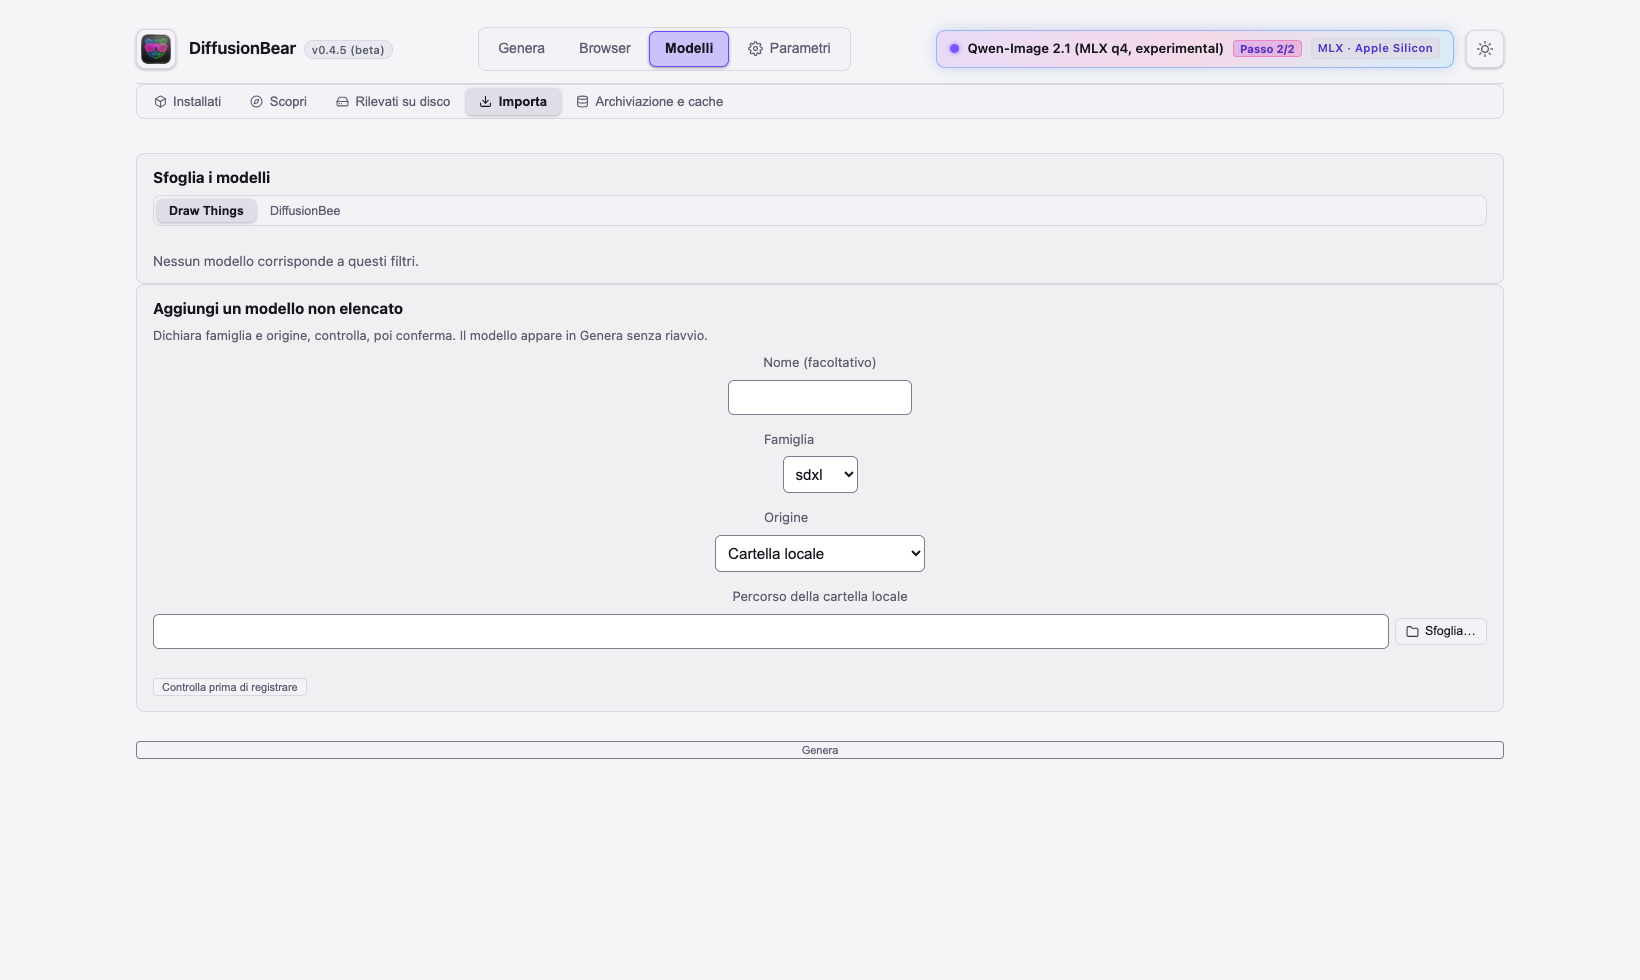 DiffusionBear v0.4.5 (beta) Genera Browser Modelli Parametri Qwen-Image 2.1 (MLX q4, experimental) Passo 2/2 MLX · Apple Silicon
Installati Scopri Rilevati su disco Importa Archiviazione e cache
Sfoglia i modelli
Draw Things DiffusionBee
Nessun modello corrisponde a questi filtri.
Aggiungi un modello non elencato
Dichiara famiglia e origine, controlla, poi conferma. Il modello appare in Genera senza riavvio.
Nome (facoltativo)
Famiglia
sdxl
Origine
Cartella locale
Percorso della cartella locale
Sfoglia…
Controlla prima di registrare
Genera